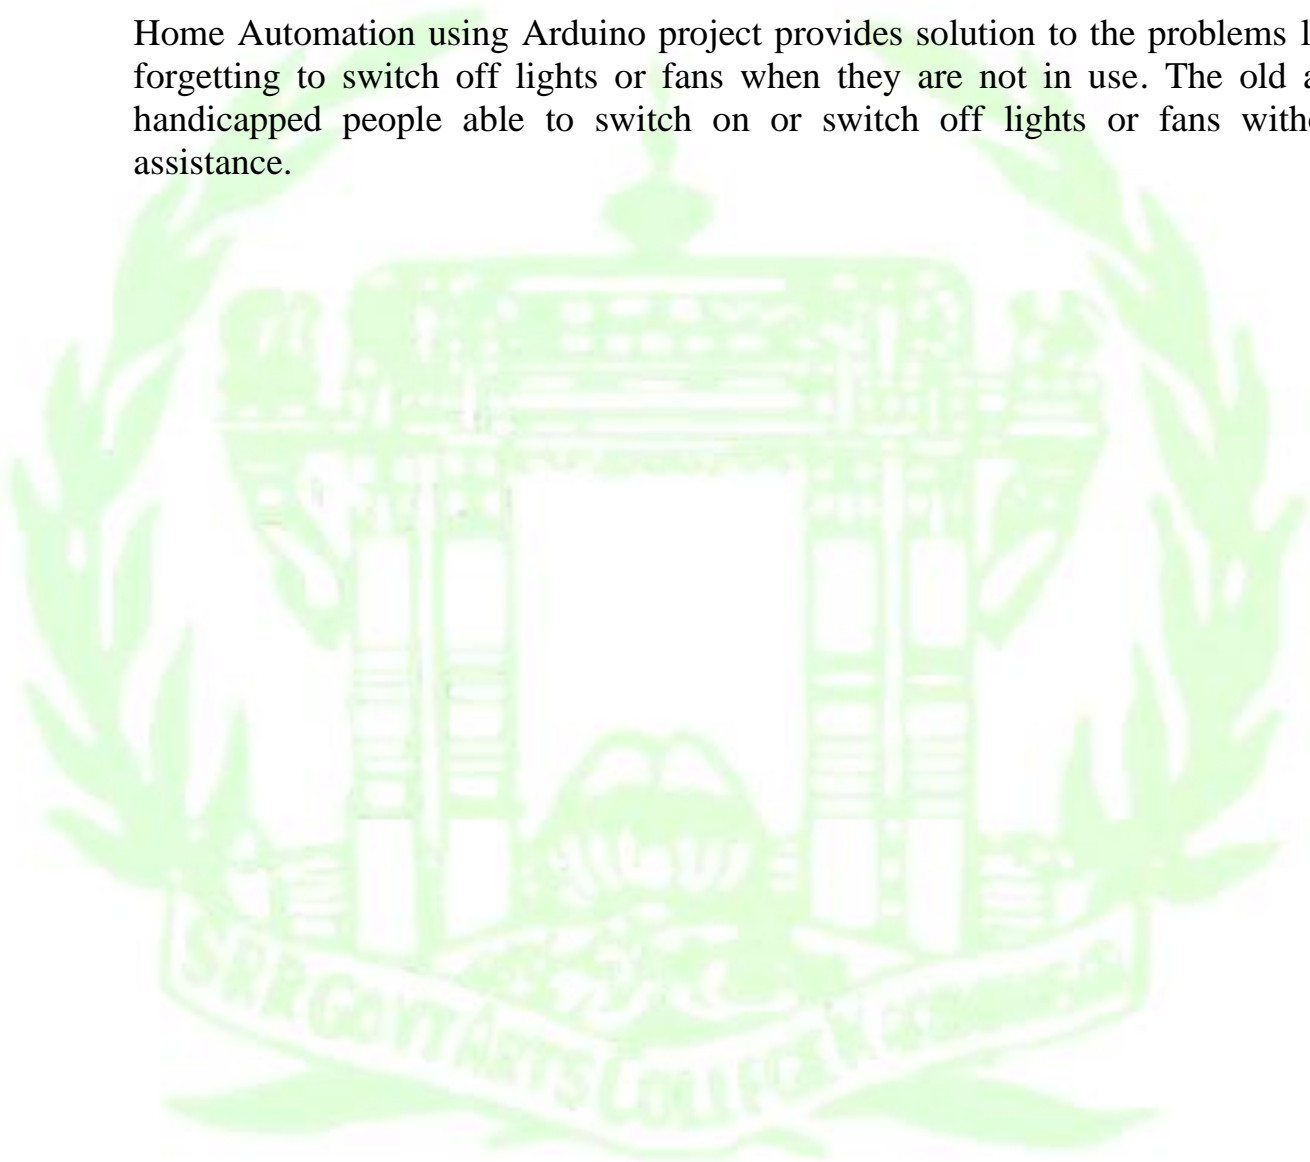 Home Automation using Arduino project provides solution to the problems l
forgetting to switch off lights or fans when they are not in use. The old a
handicapped people able to switch on or switch off lights or fans witho
assistance.
SRR GOVT ARTS COLLEGE